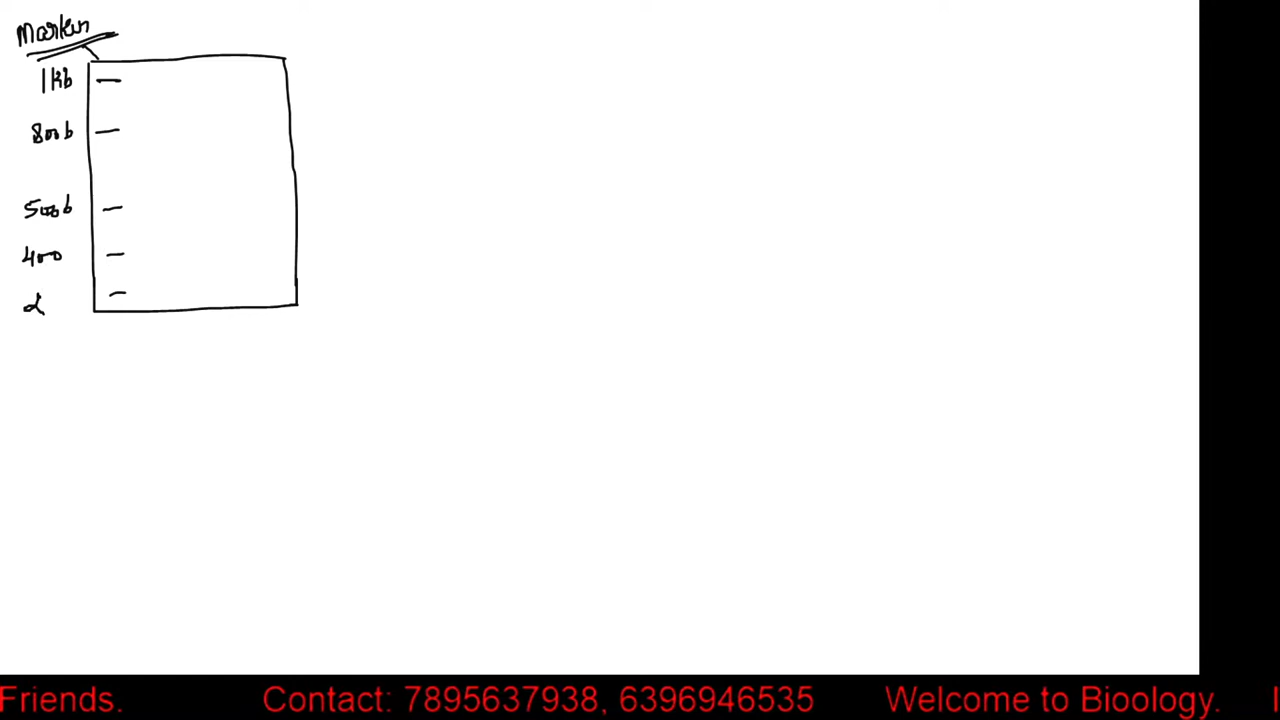 Marker
1kb
800b
500b
400
Friends. Contact: 7895637938, 6396946535 Welcome to Bioology. I